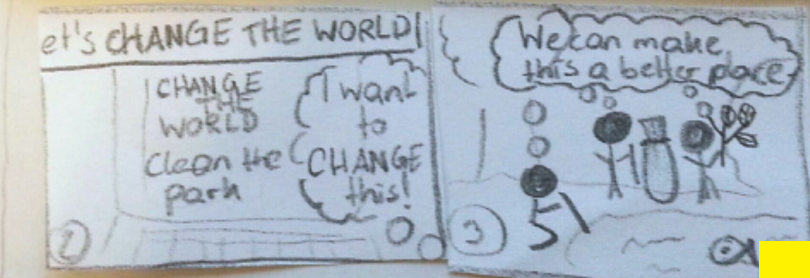 et's CHANGE THE WORLD!
CHANGE
THE
WORLD
Clean the
park
I want
to
CHANGE
this!
We can make
this a better place
3